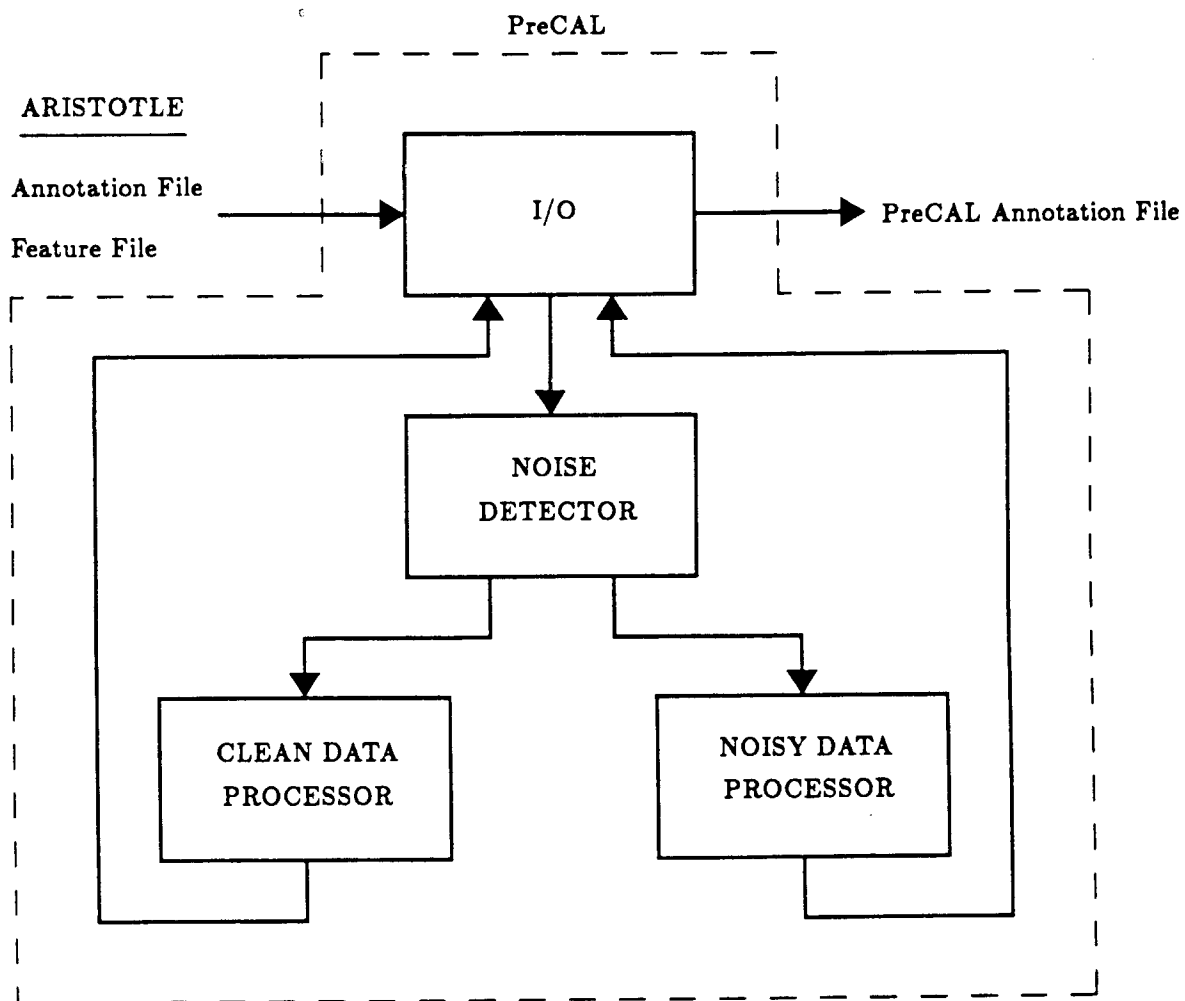 PreCAL
ARISTOTLE
Annotation File
Feature File
I/O
PreCAL Annotation File
NOISE
DETECTOR
CLEAN DATA
PROCESSOR
NOISY DATA
PROCESSOR